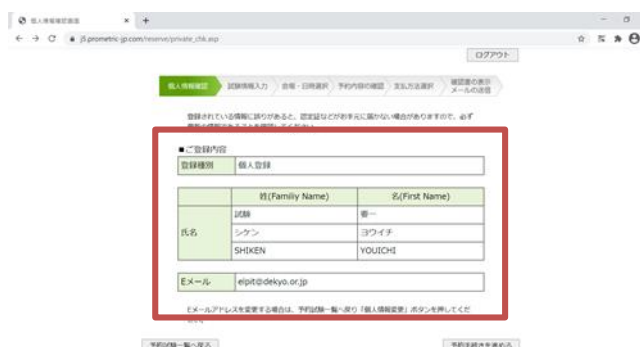 個人情報確認画面
j5.prometric-jp.com/reserve/private_chk.asp
ログアウト
個人情報確認 試験情報入力 会場・日時選択 予約内容の確認 支払方法選択 確認書の表示
メールの送信
登録されている情報に誤りがあると、認定証などがお手元に届かない場合がありますので、必ず
■ご登録内容
登録種別 個人登録
姓(Familiy Name) 名(First Name)
氏名
試験 要一
シケン ヨウイチ
SHIKEN YOUICHI
Eメール eipit@dekyo.or.jp
Eメールアドレスを変更する場合は、予約試験一覧へ戻り「個人情報変更」ボタンを押してくだ
予約試験一覧へ戻る 予約手続きを進める